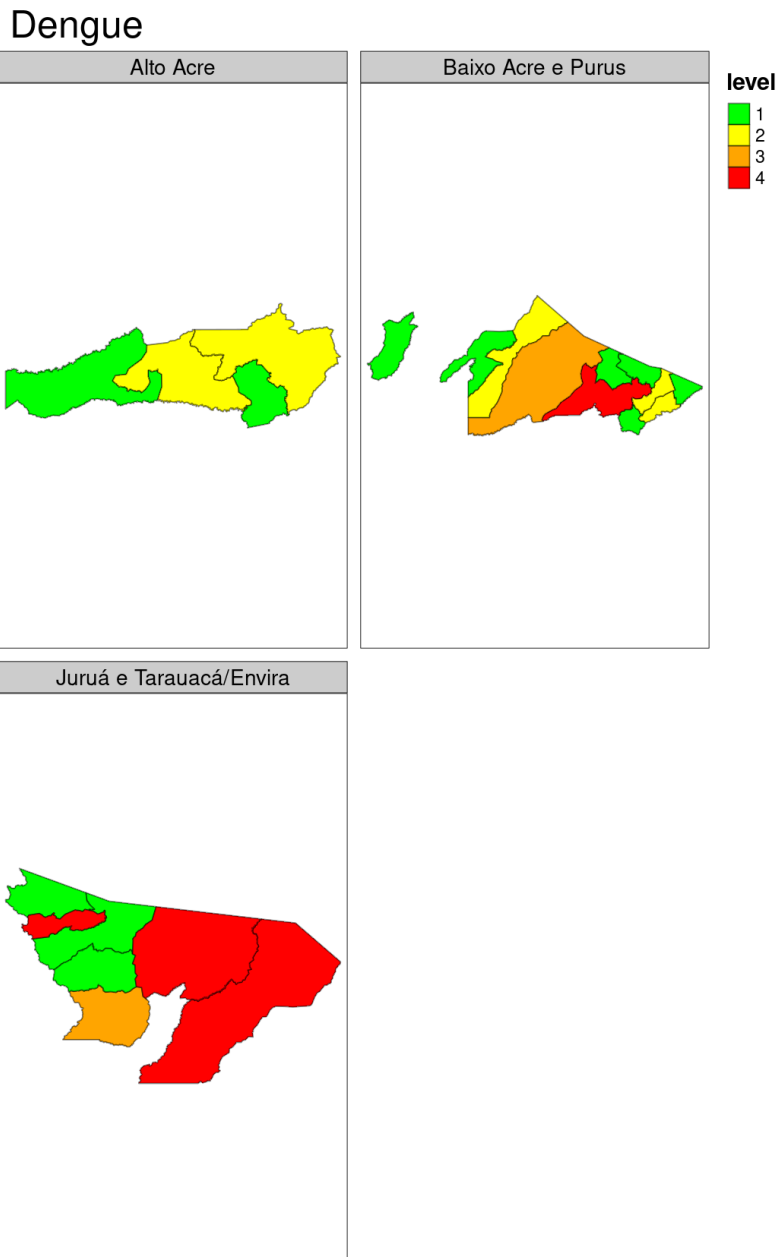 Dengue
Alto Acre
Baixo Acre e Purus
level
1
2
3
4
Juruá e Tarauacá/Envira